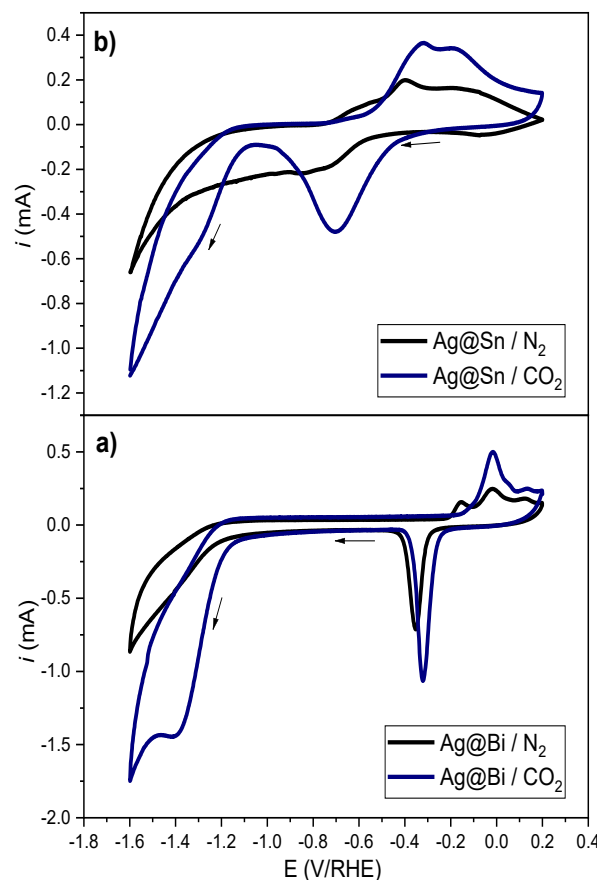 b)
0.4
0.2
0.0
-0.2
-0.4
-0.6
-0.8
-1.0
-1.2
i (mA)
Ag@Sn / N₂
Ag@Sn / CO₂
a)
0.5
0.0
-0.5
-1.0
-1.5
-2.0
i (mA)
Ag@Bi / N₂
Ag@Bi / CO₂
-1.8 -1.6 -1.4 -1.2 -1.0 -0.8 -0.6 -0.4 -0.2 0.0 0.2 0.4
E (V/RHE)